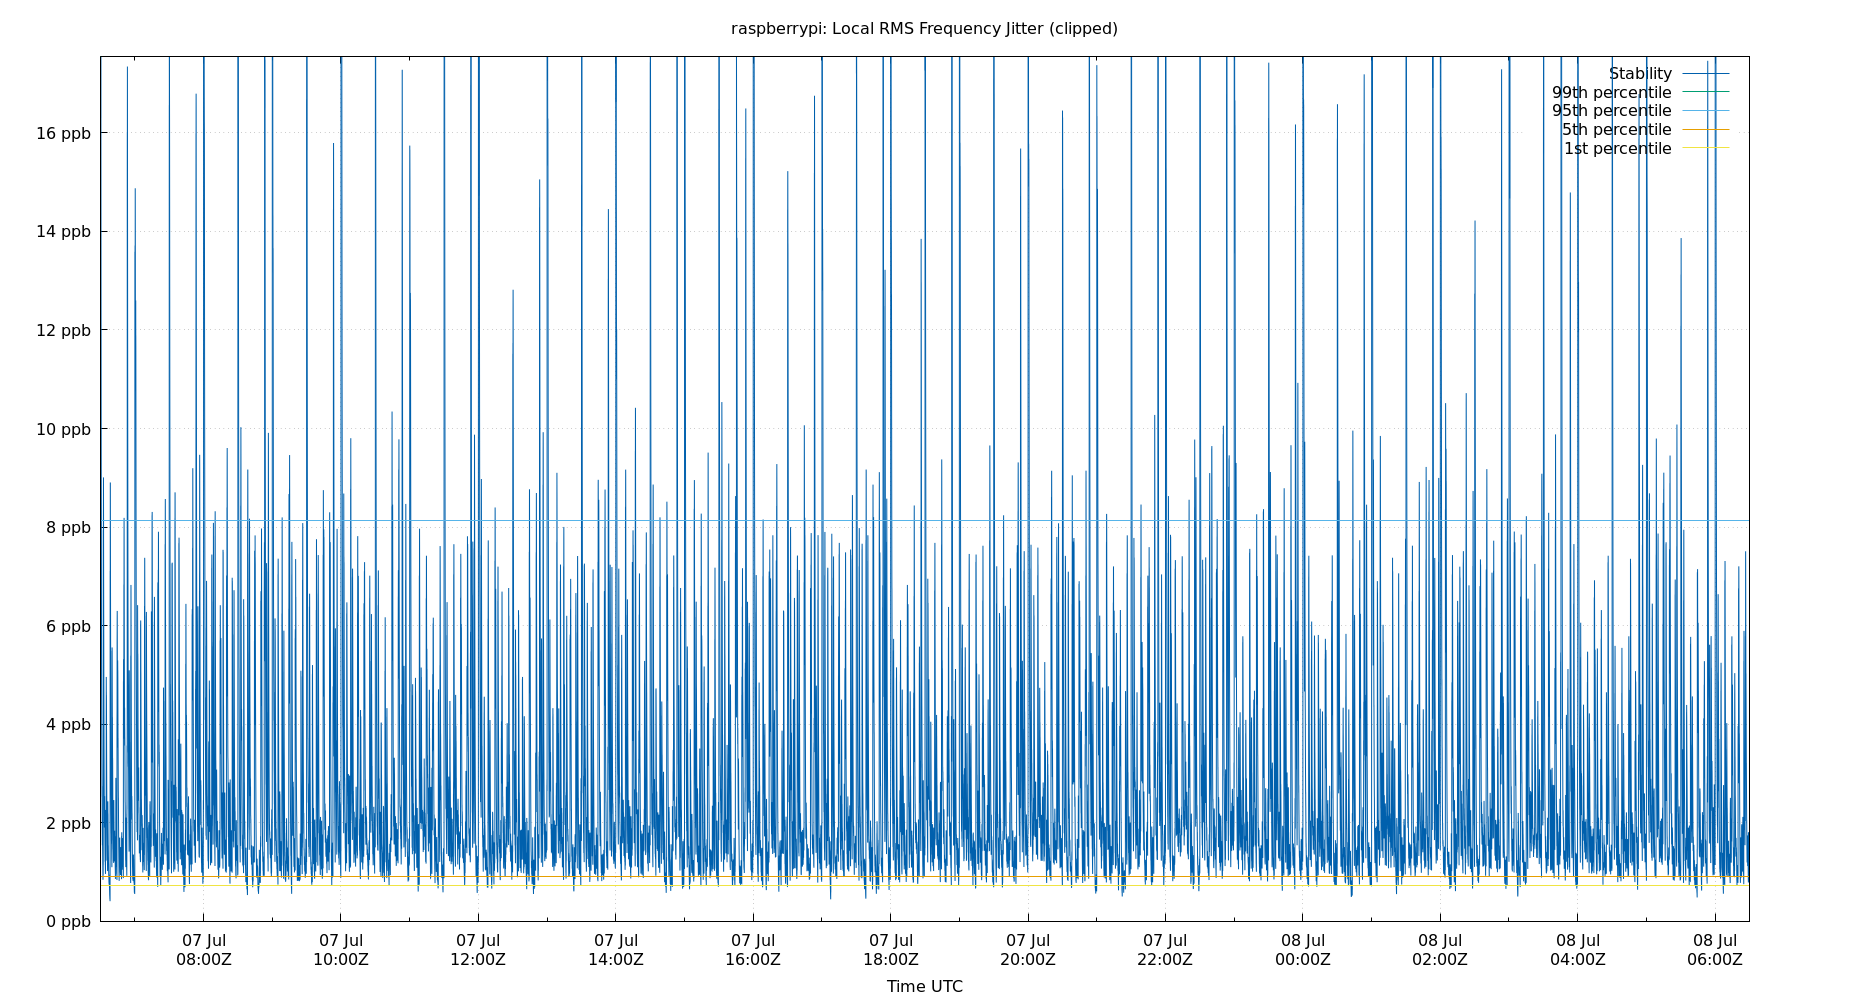 raspberrypi: Local RMS Frequency Jitter (clipped)
Stability
99th percentile
95th percentile
5th percentile
1st percentile
16 ppb
14 ppb
12 ppb
10 ppb
8 ppb
6 ppb
4 ppb
2 ppb
0 ppb
07 Jul 07 Jul 07 Jul 07 Jul 07 Jul 07 Jul 07 Jul 07 Jul 08 Jul 08 Jul 08 Jul 08 Jul
08:00Z 10:00Z 12:00Z 14:00Z 16:00Z 18:00Z 20:00Z 22:00Z 00:00Z 02:00Z 04:00Z 06:00Z
Time UTC